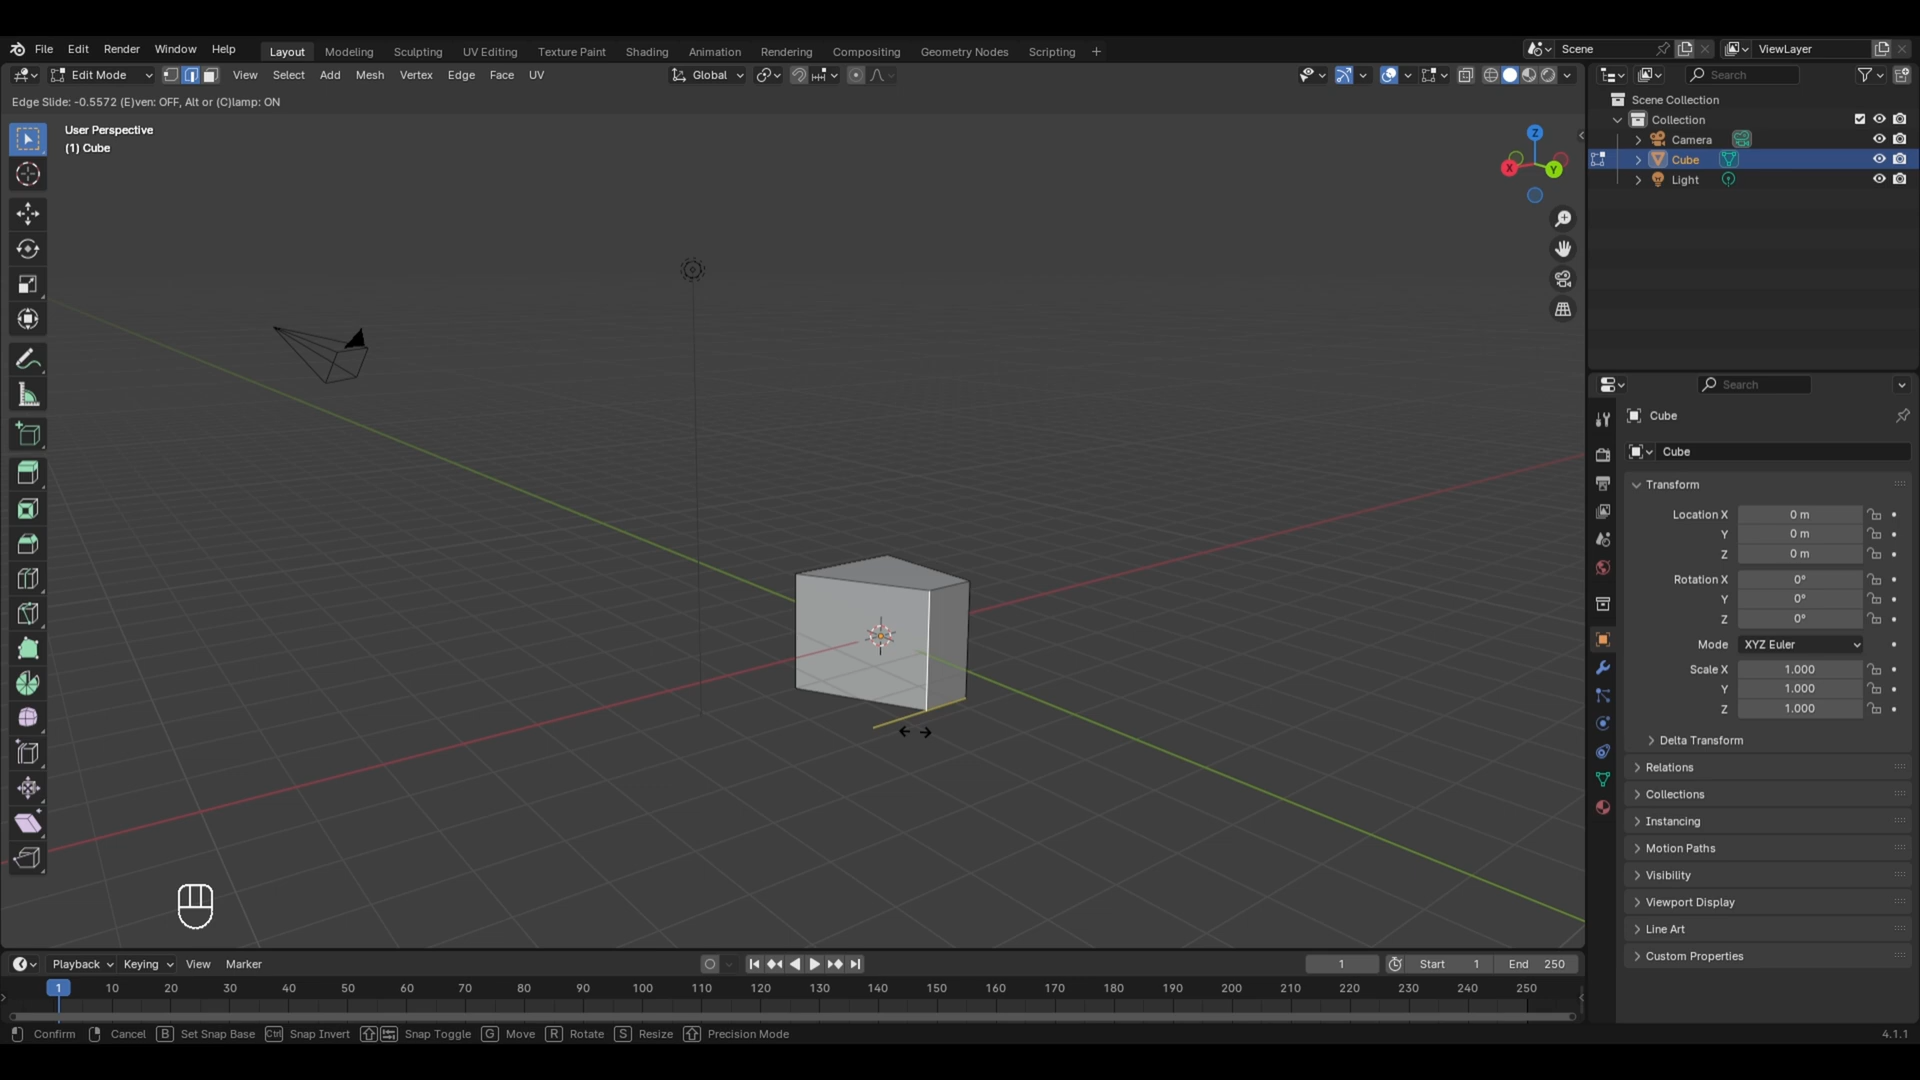 File Edit Render Window Help Layout Modeling Sculpting UV Editing Texture Paint Shading Animation Rendering Compositing Geometry Nodes Scripting + Scene ViewLayer
Edit Mode View Select Add Mesh Vertex Edge Face UV Global Search
Edge Slide: -0.5572 (E)ven: OFF, Alt or (C)lamp: ON
User Perspective
(1) Cube
Z
X
Y
Scene Collection
Collection
Camera
Cube
Light
Search
Cube
Cube
Transform
Location X 0 m
Y 0 m
Z 0 m
Rotation X 0°
Y 0°
Z 0°
Mode XYZ Euler
Scale X 1.000
Y 1.000
Z 1.000
Delta Transform
Relations
Collections
Instancing
Motion Paths
Visibility
Viewport Display
Line Art
Custom Properties
Playback Keying View Marker 1 Start 1 End 250
1 10 20 30 40 50 60 70 80 90 100 110 120 130 140 150 160 170 180 190 200 210 220 230 240 250
Confirm Cancel B Set Snap Base Ctrl Snap Invert Snap Toggle G Move R Rotate S Resize Precision Mode 4.1.1